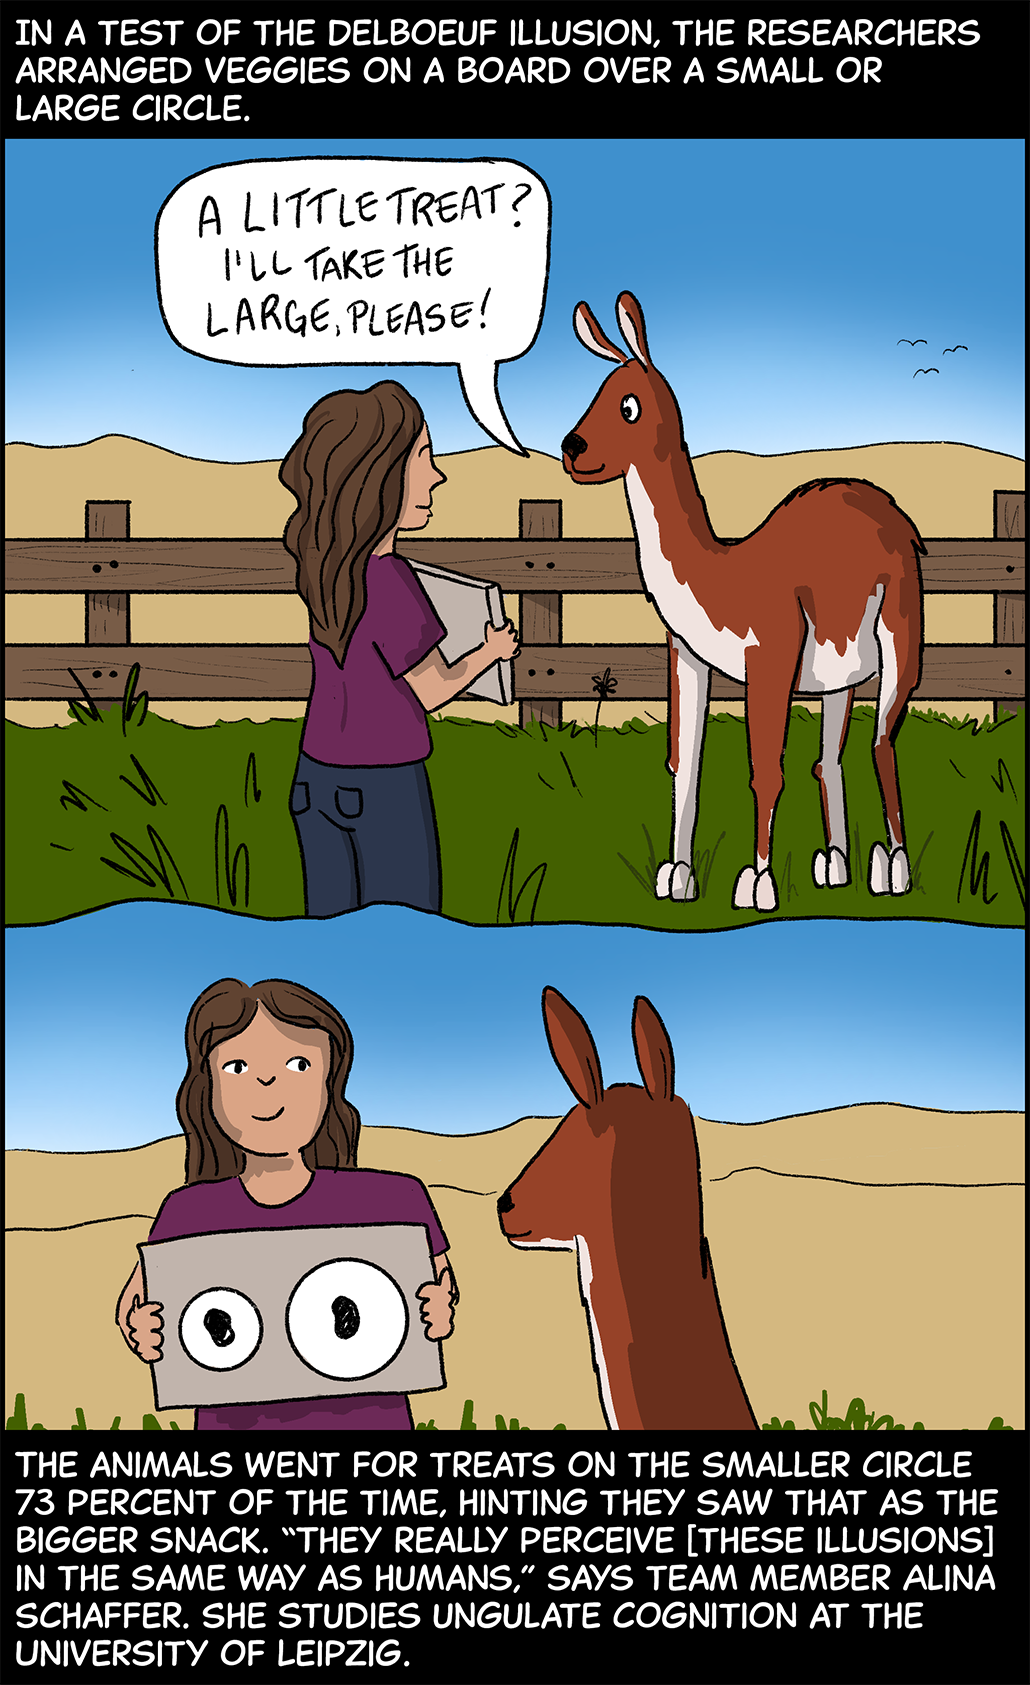 IN A TEST OF THE DELBOEUF ILLUSION, THE RESEARCHERS
ARRANGED VEGGIES ON A BOARD OVER A SMALL OR
LARGE CIRCLE.
A LITTLE TREAT?
I'LL TAKE THE
LARGE, PLEASE!
THE ANIMALS WENT FOR TREATS ON THE SMALLER CIRCLE
73 PERCENT OF THE TIME, HINTING THEY SAW THAT AS THE
BIGGER SNACK. “THEY REALLY PERCEIVE [THESE ILLUSIONS]
IN THE SAME WAY AS HUMANS,” SAYS TEAM MEMBER ALINA
SCHAFFER. SHE STUDIES UNGULATE COGNITION AT THE
UNIVERSITY OF LEIPZIG.